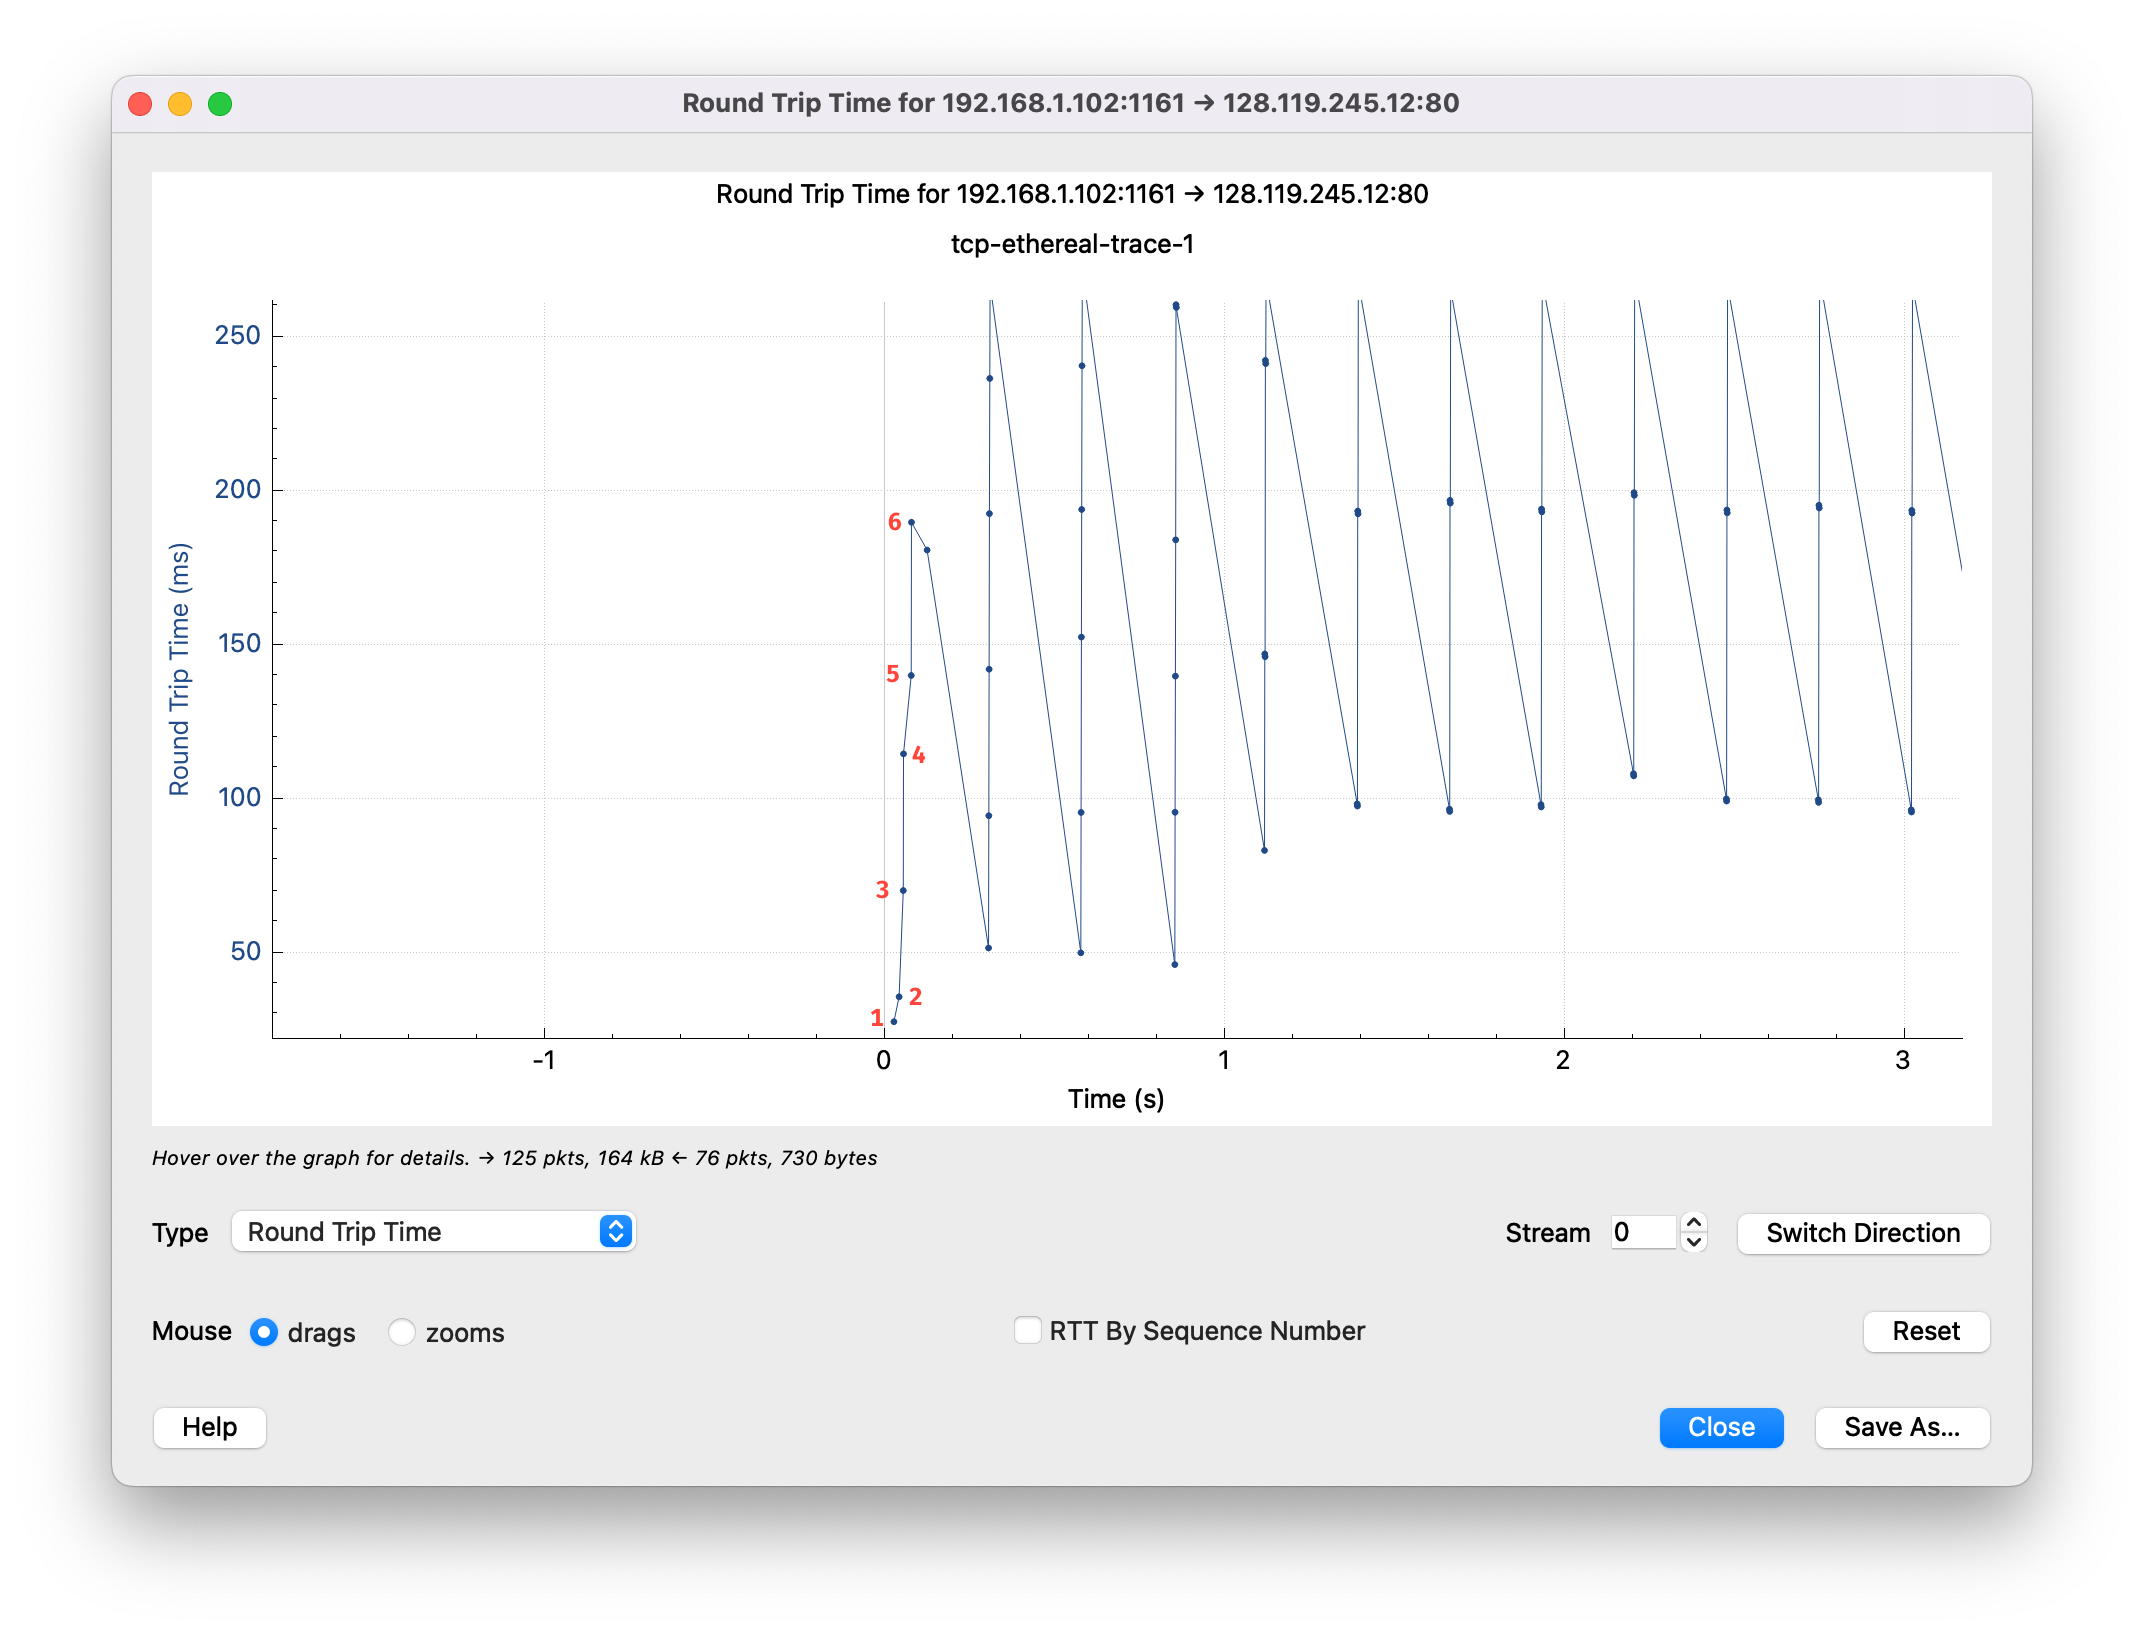 Round Trip Time for 192.168.1.102:1161 → 128.119.245.12:80
Round Trip Time for 192.168.1.102:1161 → 128.119.245.12:80
tcp-ethereal-trace-1
Round Trip Time (ms)
250
200
150
100
50
6
5
4
3
2
1
-1
0
1
2
3
Time (s)
Hover over the graph for details. → 125 pkts, 164 kB ← 76 pkts, 730 bytes
Type Round Trip Time Stream 0 Switch Direction
Mouse drags zooms RTT By Sequence Number Reset
Help Close Save As...